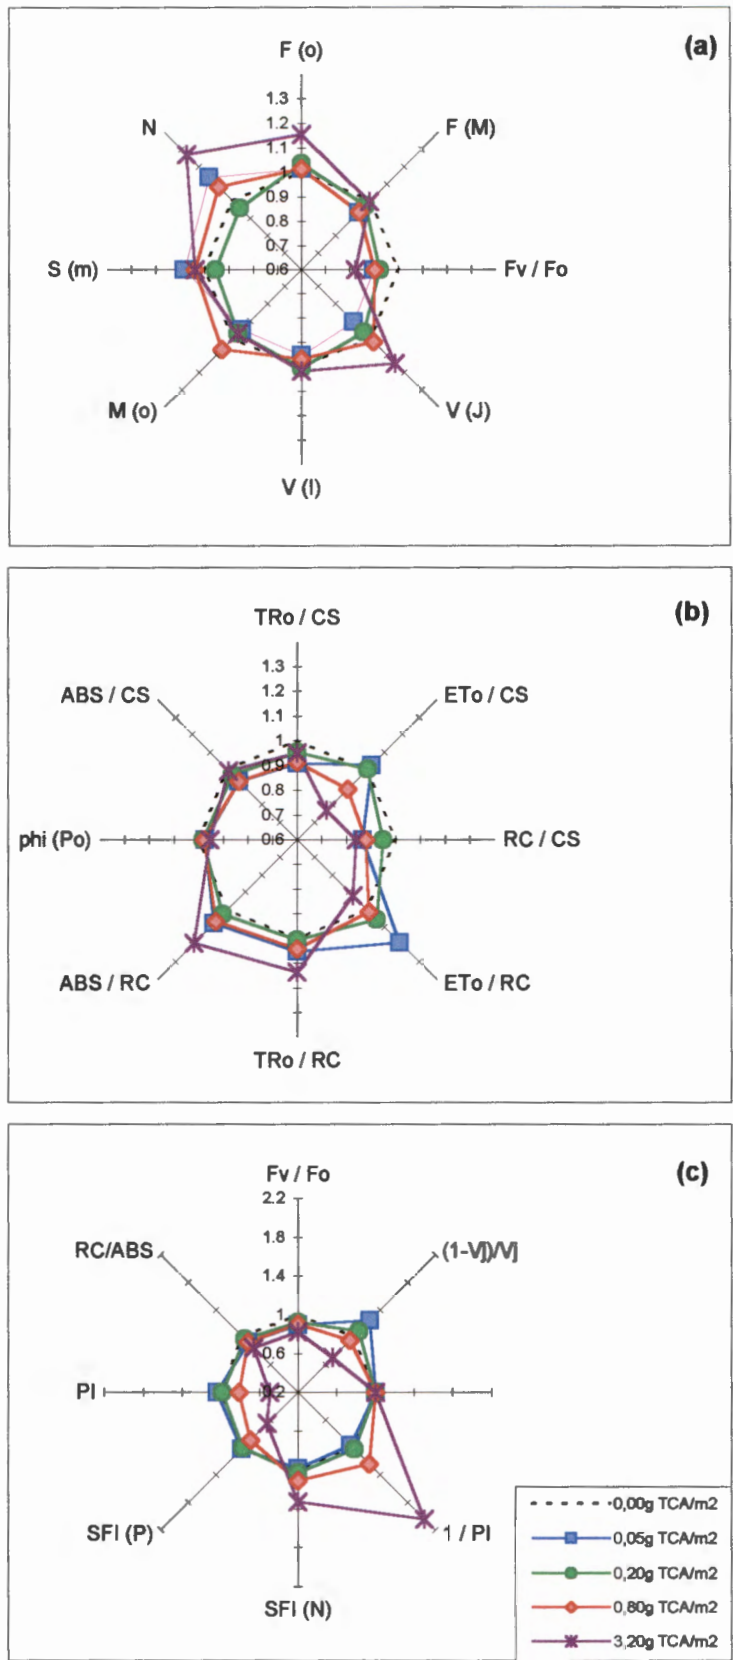 (a)
F (o)
N
F (M)
1.3
1.2
1.1
1
0.9
0.8
0.7
0.6
S (m)
Fv / Fo
M (o)
V (J)
V (I)
(b)
TRo / CS
ABS / CS
ETo / CS
1.3
1.2
1.1
1
0.9
0.8
0.7
0.6
phi (Po)
RC / CS
ABS / RC
ETo / RC
TRo / RC
(c)
Fv / Fo
2.2
RC/ABS
(1-Vj)/Vj
1.8
1.4
1
0.6
0.2
PI
SFI (P)
1 / PI
SFI (N)
0,00g TCA/m2
0,05g TCA/m2
0,20g TCA/m2
0,80g TCA/m2
3,20g TCA/m2